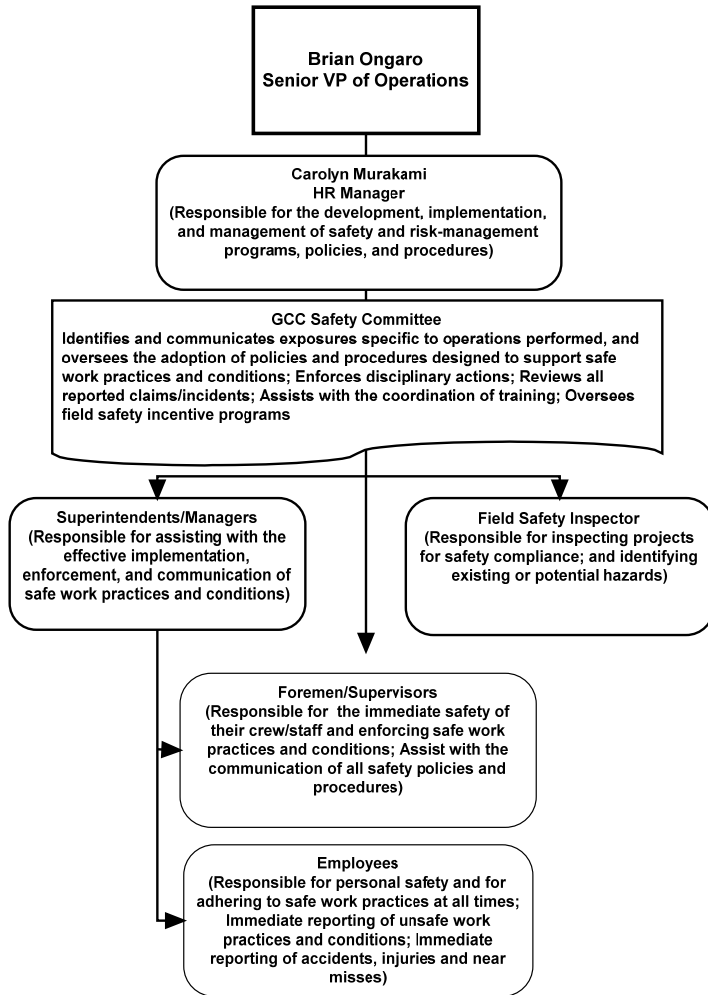 Brian Ongaro
Senior VP of Operations
Carolyn Murakami
HR Manager
(Responsible for the development, implementation,
and management of safety and risk-management
programs, policies, and procedures)
GCC Safety Committee
Identifies and communicates exposures specific to operations performed, and
oversees the adoption of policies and procedures designed to support safe
work practices and conditions; Enforces disciplinary actions; Reviews all
reported claims/incidents; Assists with the coordination of training; Oversees
field safety incentive programs
Superintendents/Managers
(Responsible for assisting with the
effective implementation,
enforcement, and communication of
safe work practices and conditions)
Field Safety Inspector
(Responsible for inspecting projects
for safety compliance; and identifying
existing or potential hazards)
Foremen/Supervisors
(Responsible for the immediate safety of
their crew/staff and enforcing safe work
practices and conditions; Assist with the
communication of all safety policies and
procedures)
Employees
(Responsible for personal safety and for
adhering to safe work practices at all times;
Immediate reporting of unsafe work
practices and conditions; Immediate
reporting of accidents, injuries and near
misses)